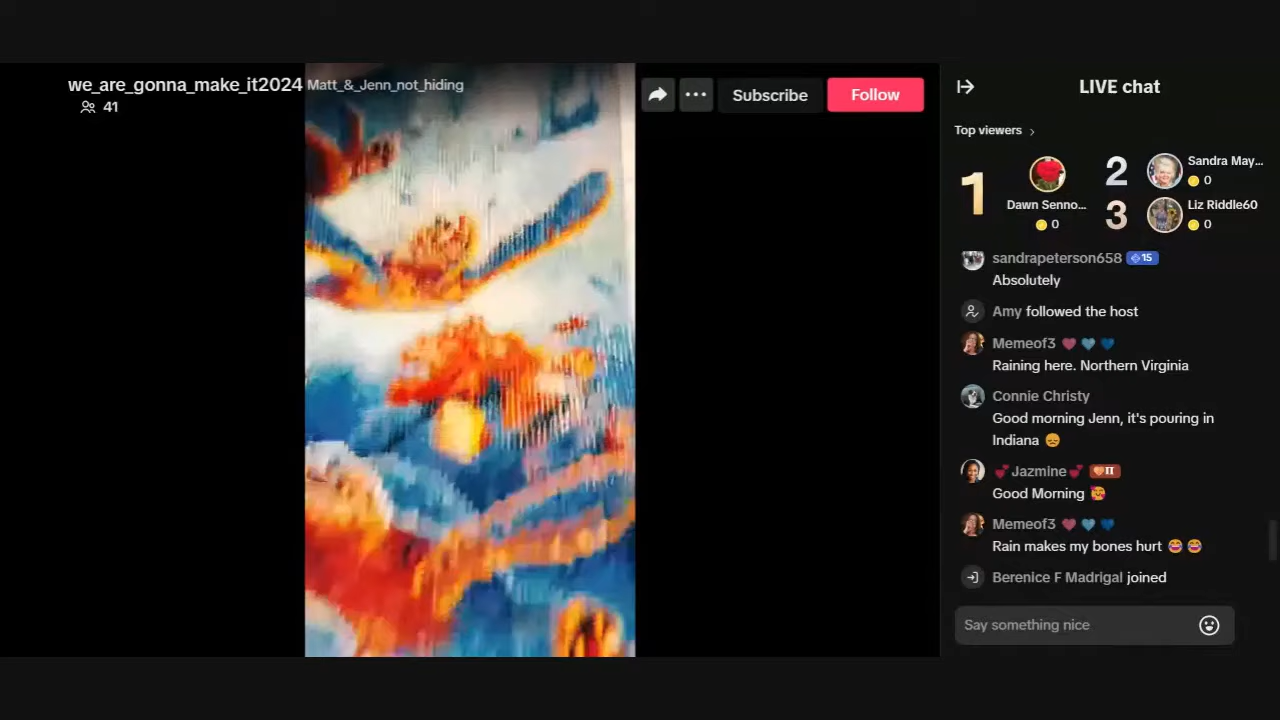 we_are_gonna_make_it2024
Matt_&_Jenn_not_hiding
41
Subscribe
Follow
LIVE chat
Top viewers
1
Dawn Senno...
0
2
Sandra May...
0
3
Liz Riddle60
0
sandrapeterson658 15
Absolutely
Amy followed the host
Memeof3
Raining here. Northern Virginia
Connie Christy
Good morning Jenn, it's pouring in
Indiana 😞
💕Jazmine💕
Good Morning 🥰
Memeof3
Rain makes my bones hurt 😂 😂
Berenice F Madrigal joined
Say something nice